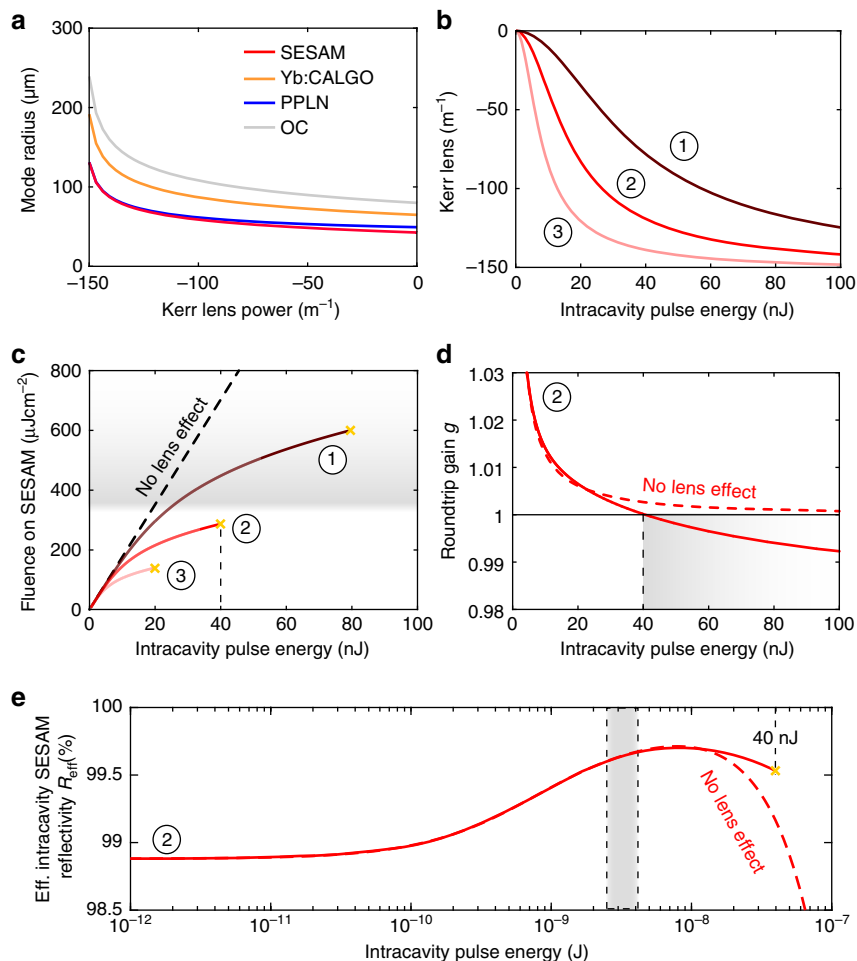 a
300
200
100
0
Mode radius (μm)
SESAM
Yb:CALGO
PPLN
OC
−150
−100
−50
0
Kerr lens power (m⁻¹)
b
0
−50
−100
−150
Kerr lens (m⁻¹)
1
2
3
0
20
40
60
80
100
Intracavity pulse energy (nJ)
c
800
600
400
200
0
Fluence on SESAM (μJcm⁻²)
No lens effect
1
2
3
0
20
40
60
80
100
Intracavity pulse energy (nJ)
d
1.03
1.02
1.01
1
0.99
0.98
Roundtrip gain g
2
No lens effect
0
20
40
60
80
100
Intracavity pulse energy (nJ)
e
100
99.5
99
98.5
Eff. intracavity SESAM
reflectivity Reff(%)
2
40 nJ
No lens effect
10⁻¹²
10⁻¹¹
10⁻¹⁰
10⁻⁹
10⁻⁸
10⁻⁷
Intracavity pulse energy (J)